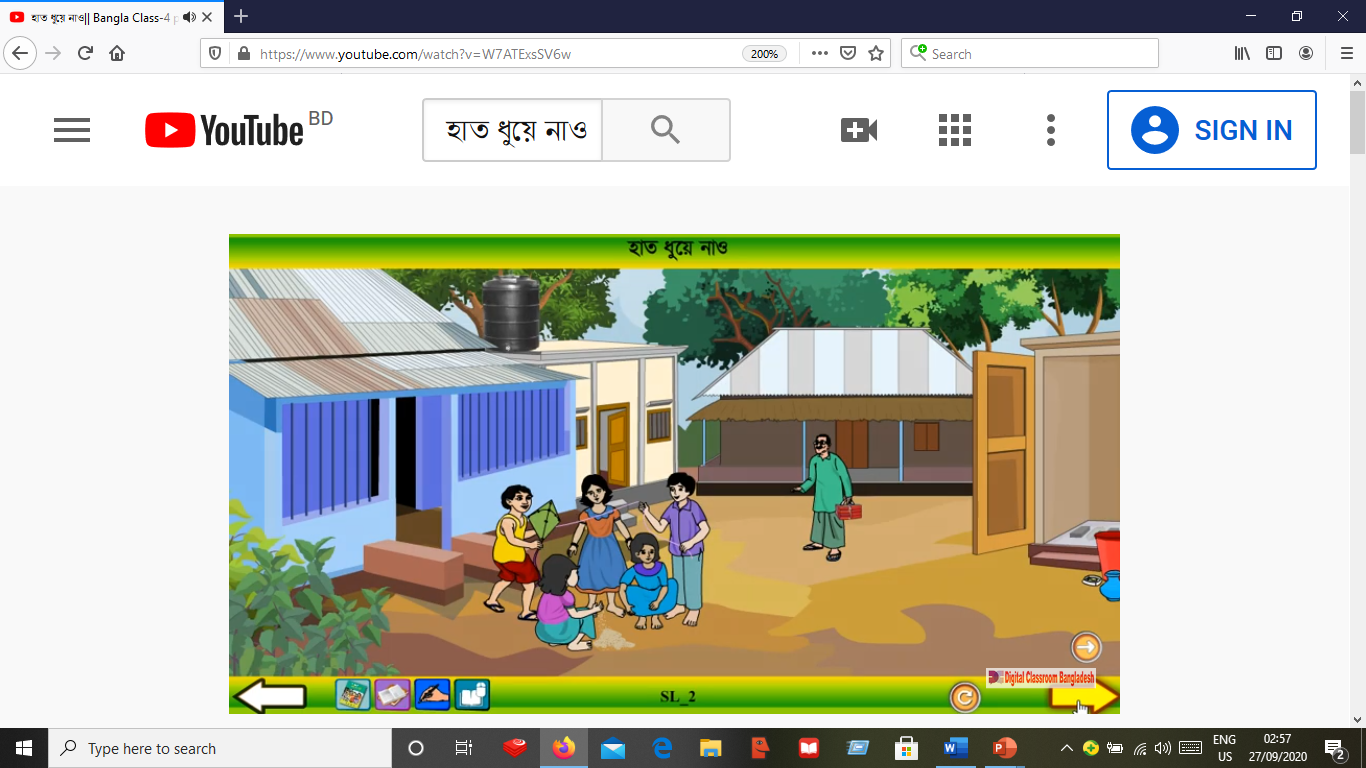 হাত ধুয়ে নাও|| Bangla Class-4 p
https://www.youtube.com/watch?v=W7ATExsSV6w
200%
Search
YouTube BD
হাত ধুয়ে নাও
SIGN IN
হাত ধুয়ে নাও
Digital Classroom Bangladesh
SL_2
Type here to search
ENG
US
02:57
27/09/2020
2